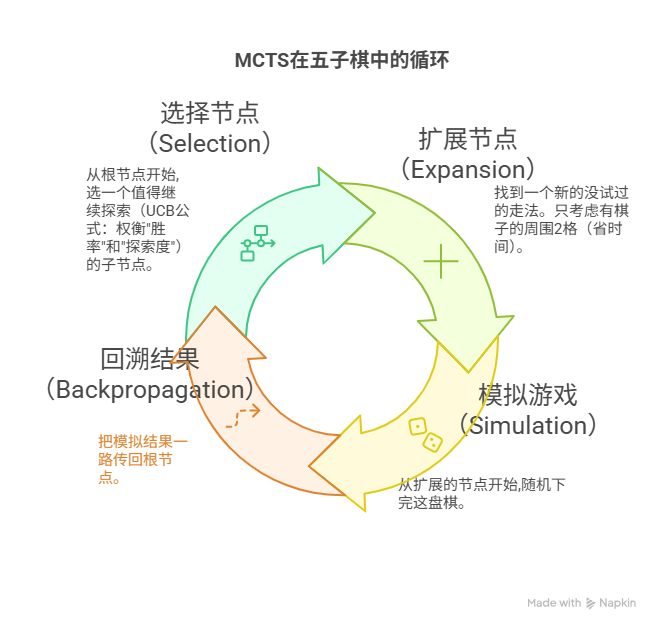 MCTS在五子棋中的循环
选择节点
（Selection）
从根节点开始,
选一个值得继
续探索（UCB公
式：权衡"胜
率"和"探索度"）
的子节点。
扩展节点
（Expansion）
找到一个新的没试过
的走法。只考虑有棋
子的周围2格（省时
间）。
模拟游戏
（Simulation）
从扩展的节点开始,随机下
完这盘棋。
回溯结果
（Backpropagation）
把模拟结果一
路传回根节
点。
Made with Napkin